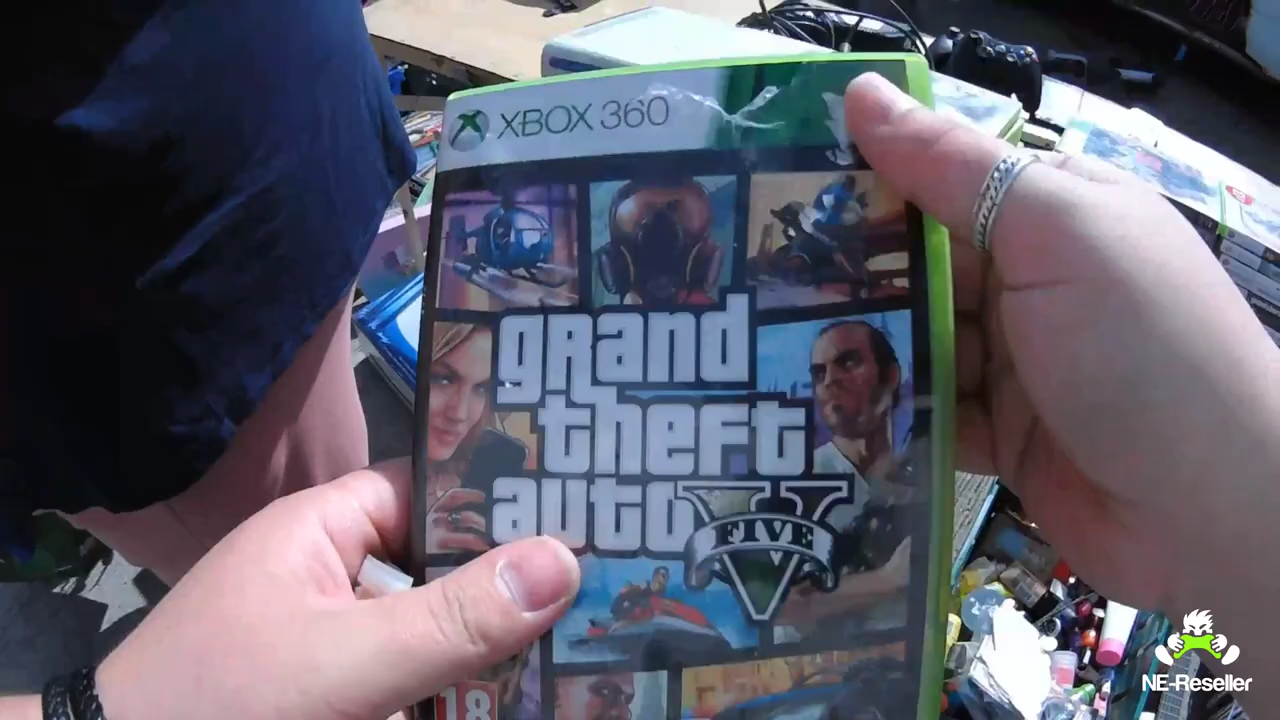 XBOX 360
grand
theft
auto V
FIVE
18
NE-Reseller